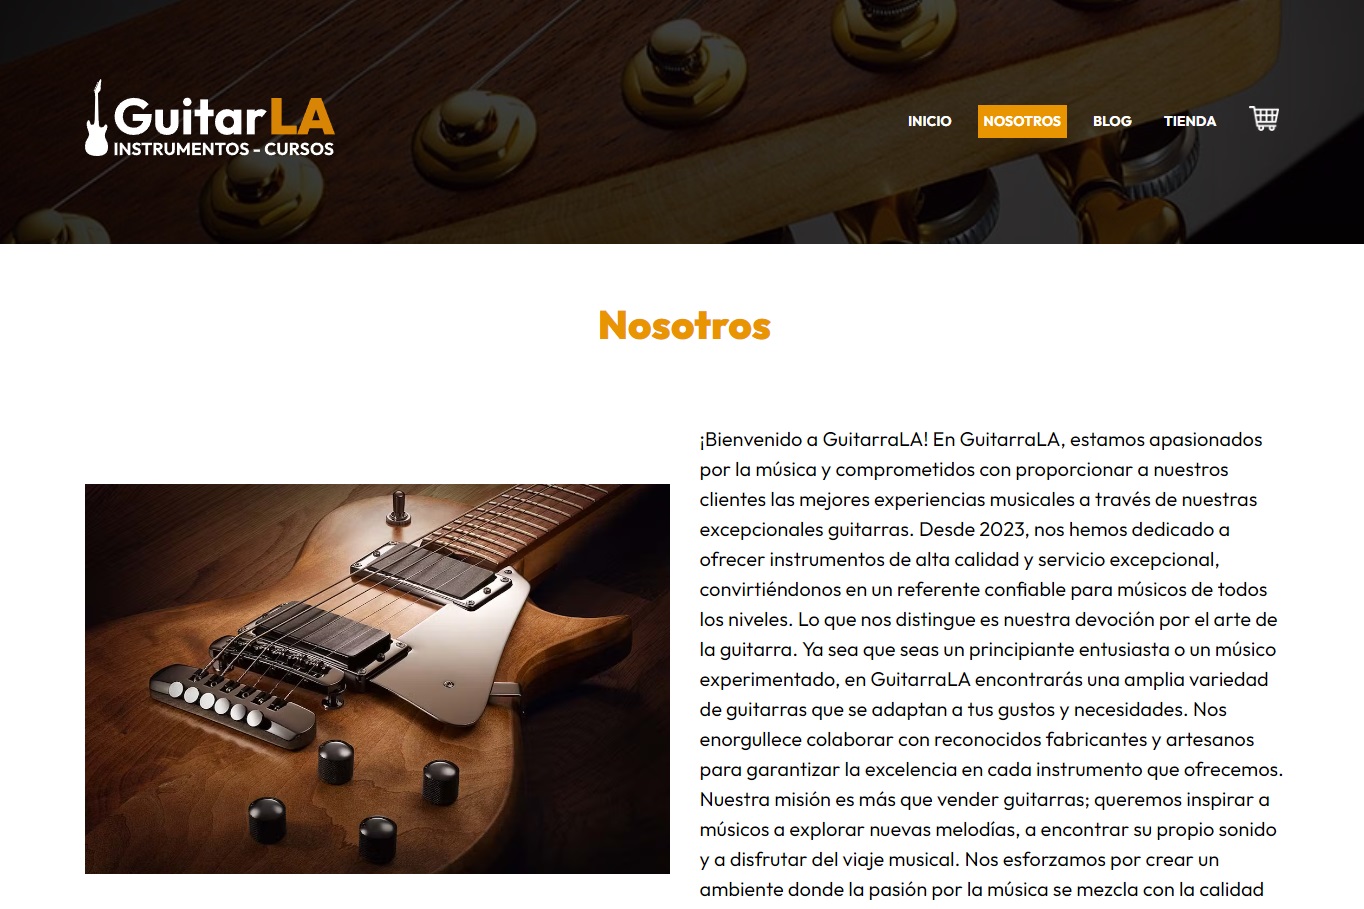 GuitarLA
INSTRUMENTOS - CURSOS
INICIO
NOSOTROS
BLOG
TIENDA
Nosotros
¡Bienvenido a GuitarraLA! En GuitarraLA, estamos apasionados
por la música y comprometidos con proporcionar a nuestros
clientes las mejores experiencias musicales a través de nuestras
excepcionales guitarras. Desde 2023, nos hemos dedicado a
ofrecer instrumentos de alta calidad y servicio excepcional,
convirtiéndonos en un referente confiable para músicos de todos
los niveles. Lo que nos distingue es nuestra devoción por el arte de
la guitarra. Ya sea que seas un principiante entusiasta o un músico
experimentado, en GuitarraLA encontrarás una amplia variedad
de guitarras que se adaptan a tus gustos y necesidades. Nos
enorgullece colaborar con reconocidos fabricantes y artesanos
para garantizar la excelencia en cada instrumento que ofrecemos.
Nuestra misión es más que vender guitarras; queremos inspirar a
músicos a explorar nuevas melodías, a encontrar su propio sonido
y a disfrutar del viaje musical. Nos esforzamos por crear un
ambiente donde la pasión por la música se mezcla con la calidad